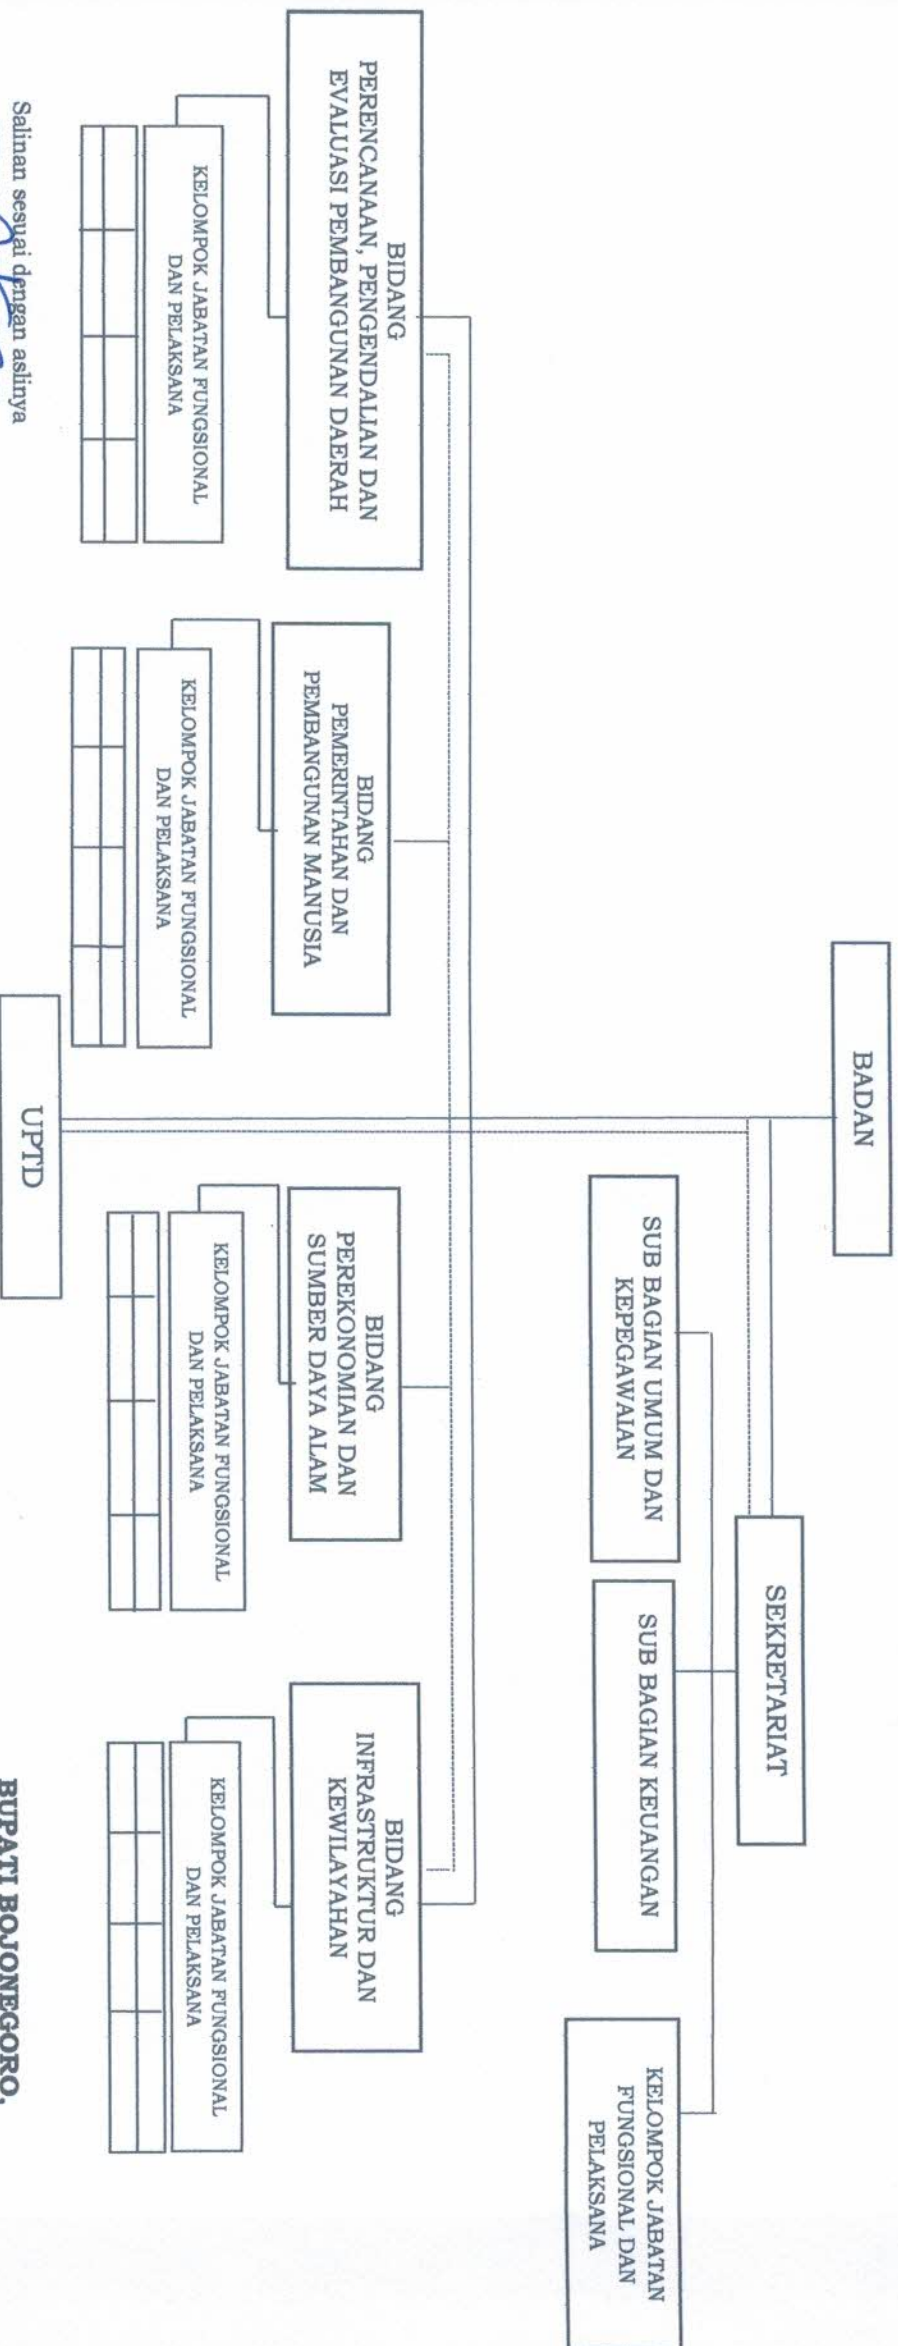 BADAN
SEKRETARIAT
SUB BAGIAN UMUM DAN
KEPEGAWAIAN
SUB BAGIAN KEUANGAN
KELOMPOK JABATAN
FUNGSIONAL DAN
PELAKSANA
BIDANG
PERENCANAAN, PENGENDALIAN DAN
EVALUASI PEMBANGUNAN DAERAH
KELOMPOK JABATAN FUNGSIONAL
DAN PELAKSANA
BIDANG
PEMERINTAHAN DAN
PEMBANGUNAN MANUSIA
KELOMPOK JABATAN FUNGSIONAL
DAN PELAKSANA
BIDANG
PEREKONOMIAN DAN
SUMBER DAYA ALAM
KELOMPOK JABATAN FUNGSIONAL
DAN PELAKSANA
BIDANG
INFRASTRUKTUR DAN
KEWILAYAHAN
KELOMPOK JABATAN FUNGSIONAL
DAN PELAKSANA
UPTD
Salinan sesuai dengan aslinya
BUPATI BOJONEGORO,